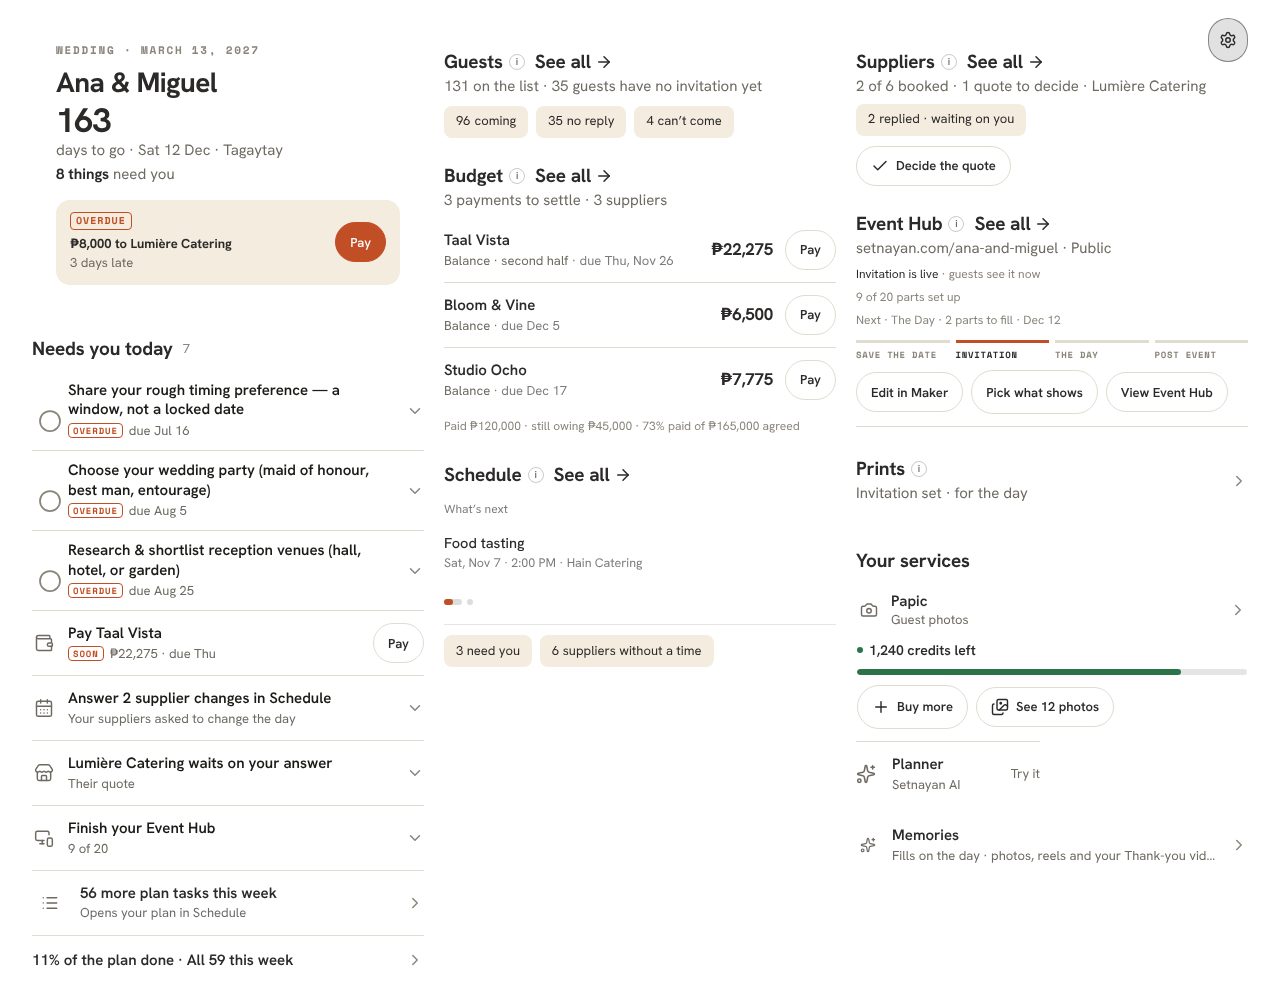 WEDDING · MARCH 13, 2027
Ana & Miguel
163
days to go · Sat 12 Dec · Tagaytay
8 things need you
OVERDUE
₱8,000 to Lumière Catering
3 days late
Pay
Needs you today 7
Share your rough timing preference — a
window, not a locked date
OVERDUE due Jul 16
Choose your wedding party (maid of honour,
best man, entourage)
OVERDUE due Aug 5
Research & shortlist reception venues (hall,
hotel, or garden)
OVERDUE due Aug 25
Pay Taal Vista
SOON ₱22,275 · due Thu
Pay
Answer 2 supplier changes in Schedule
Your suppliers asked to change the day
Lumière Catering waits on your answer
Their quote
Finish your Event Hub
9 of 20
56 more plan tasks this week
Opens your plan in Schedule
11% of the plan done · All 59 this week
Guests i See all →
131 on the list · 35 guests have no invitation yet
96 coming
35 no reply
4 can’t come
Budget i See all →
3 payments to settle · 3 suppliers
Taal Vista
Balance · second half · due Thu, Nov 26
₱22,275
Pay
Bloom & Vine
Balance · due Dec 5
₱6,500
Pay
Studio Ocho
Balance · due Dec 17
₱7,775
Pay
Paid ₱120,000 · still owing ₱45,000 · 73% paid of ₱165,000 agreed
Schedule i See all →
What’s next
Food tasting
Sat, Nov 7 · 2:00 PM · Hain Catering
3 need you
6 suppliers without a time
Suppliers i See all →
2 of 6 booked · 1 quote to decide · Lumière Catering
2 replied · waiting on you
Decide the quote
Event Hub i See all →
setnayan.com/ana-and-miguel · Public
Invitation is live · guests see it now
9 of 20 parts set up
Next · The Day · 2 parts to fill · Dec 12
SAVE THE DATE
INVITATION
THE DAY
POST EVENT
Edit in Maker
Pick what shows
View Event Hub
Prints i
Invitation set · for the day
Your services
Papic
Guest photos
1,240 credits left
Buy more
See 12 photos
Planner
Setnayan AI
Try it
Memories
Fills on the day · photos, reels and your Thank-you vid...